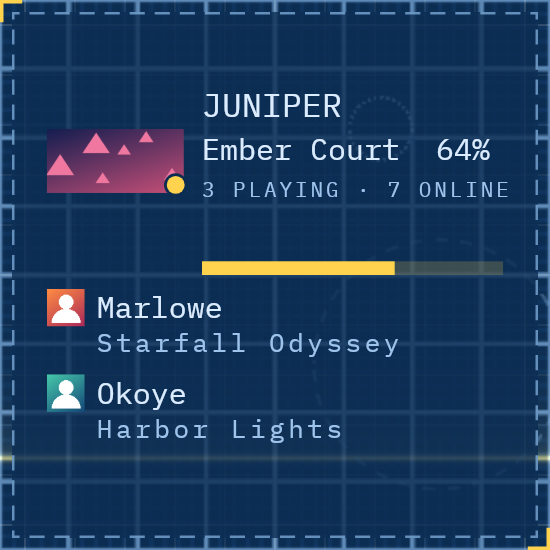 JUNIPER
Ember Court 64%
3 PLAYING · 7 ONLINE
Marlowe
Starfall Odyssey
Okoye
Harbor Lights